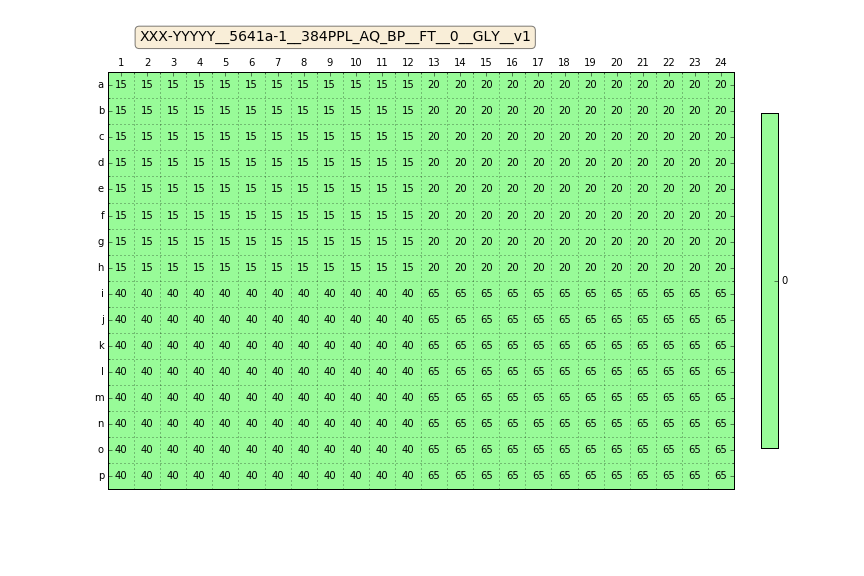 XXX-YYYYY__5641a-1__384PPL_AQ_BP__FT__0__GLY__v1
1 2 3 4 5 6 7 8 9 10 11 12 13 14 15 16 17 18 19 20 21 22 23 24
a 15 15 15 15 15 15 15 15 15 15 15 15 20 20 20 20 20 20 20 20 20 20 20 20
b 15 15 15 15 15 15 15 15 15 15 15 15 20 20 20 20 20 20 20 20 20 20 20 20
c 15 15 15 15 15 15 15 15 15 15 15 15 20 20 20 20 20 20 20 20 20 20 20 20
d 15 15 15 15 15 15 15 15 15 15 15 15 20 20 20 20 20 20 20 20 20 20 20 20
e 15 15 15 15 15 15 15 15 15 15 15 15 20 20 20 20 20 20 20 20 20 20 20 20
f 15 15 15 15 15 15 15 15 15 15 15 15 20 20 20 20 20 20 20 20 20 20 20 20
g 15 15 15 15 15 15 15 15 15 15 15 15 20 20 20 20 20 20 20 20 20 20 20 20
h 15 15 15 15 15 15 15 15 15 15 15 15 20 20 20 20 20 20 20 20 20 20 20 20
0
i 40 40 40 40 40 40 40 40 40 40 40 40 65 65 65 65 65 65 65 65 65 65 65 65
j 40 40 40 40 40 40 40 40 40 40 40 40 65 65 65 65 65 65 65 65 65 65 65 65
k 40 40 40 40 40 40 40 40 40 40 40 40 65 65 65 65 65 65 65 65 65 65 65 65
l 40 40 40 40 40 40 40 40 40 40 40 40 65 65 65 65 65 65 65 65 65 65 65 65
m 40 40 40 40 40 40 40 40 40 40 40 40 65 65 65 65 65 65 65 65 65 65 65 65
n 40 40 40 40 40 40 40 40 40 40 40 40 65 65 65 65 65 65 65 65 65 65 65 65
o 40 40 40 40 40 40 40 40 40 40 40 40 65 65 65 65 65 65 65 65 65 65 65 65
p 40 40 40 40 40 40 40 40 40 40 40 40 65 65 65 65 65 65 65 65 65 65 65 65